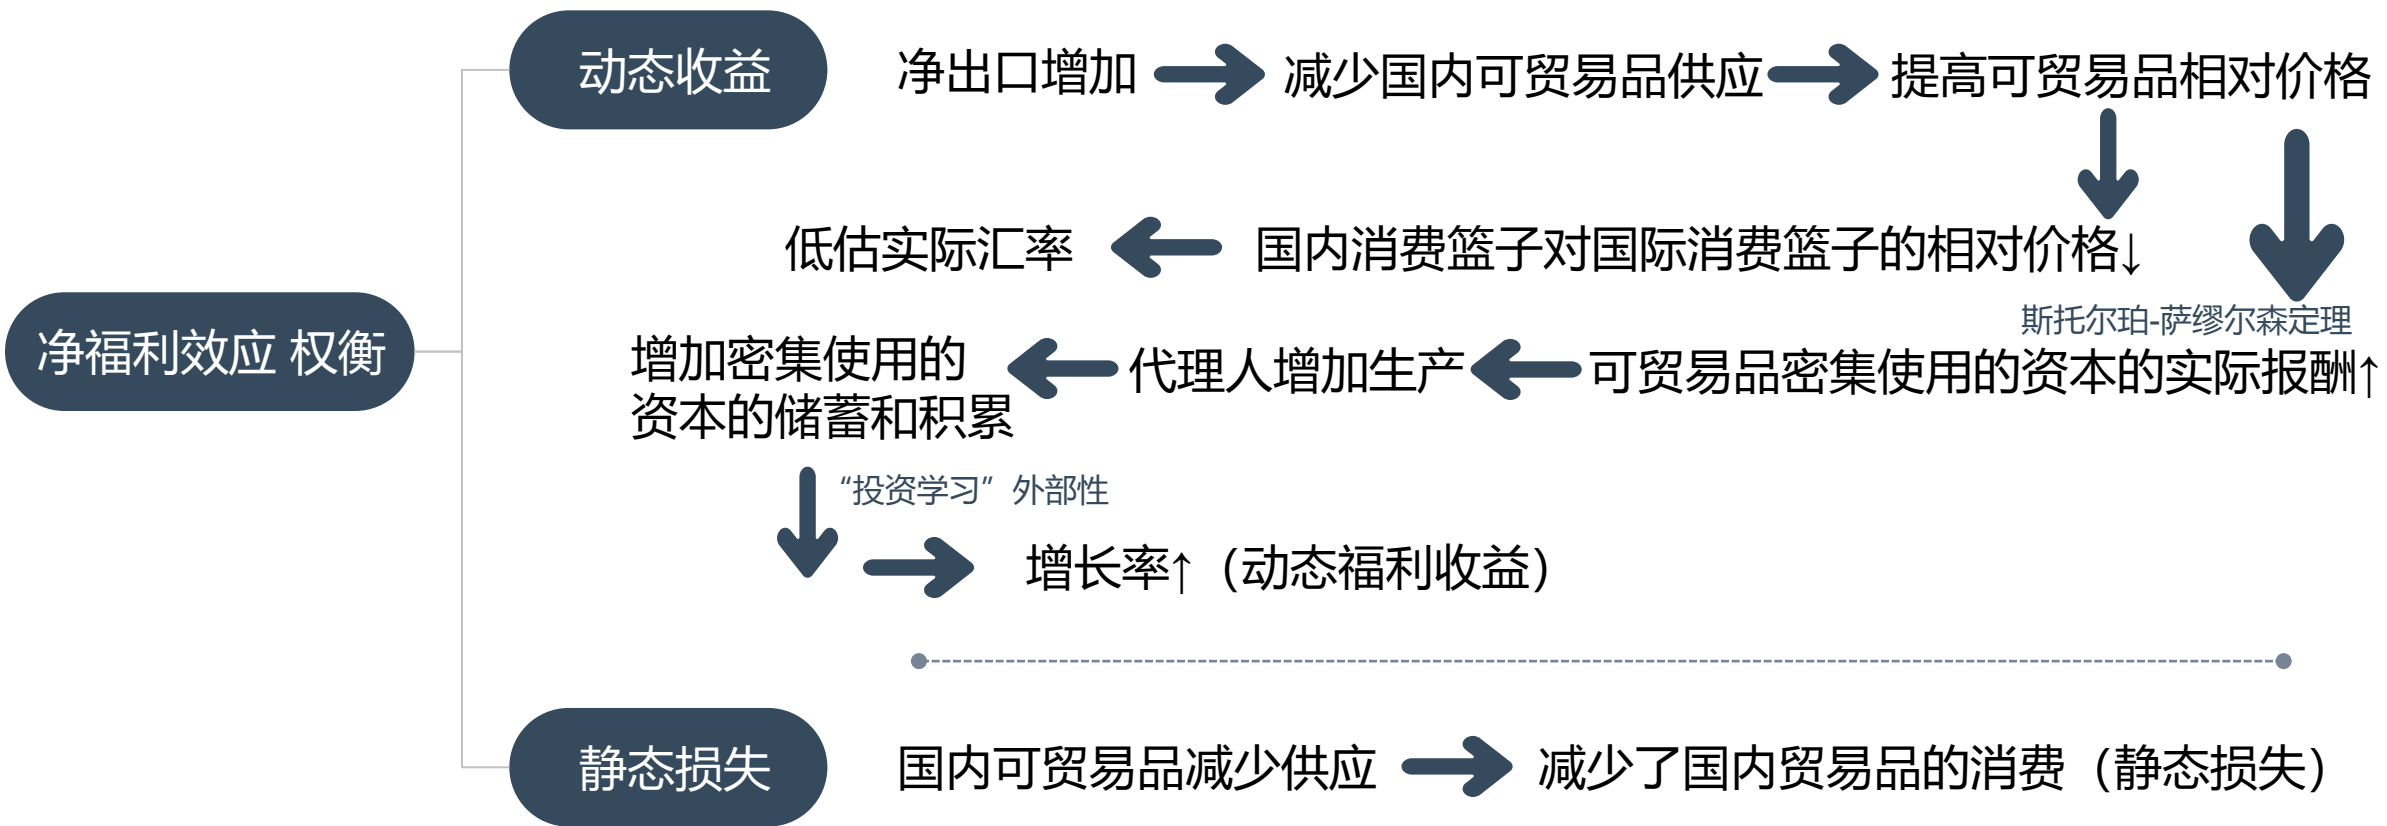 动态收益
净出口增加
减少国内可贸易品供应
提高可贸易品相对价格
低估实际汇率
国内消费篮子对国际消费篮子的相对价格↓
斯托尔珀-萨缪尔森定理
净福利效应 权衡
增加密集使用的
资本的储蓄和积累
代理人增加生产
可贸易品密集使用的资本的实际报酬↑
“投资学习”外部性
增长率↑（动态福利收益）
静态损失
国内可贸易品减少供应
减少了国内贸易品的消费（静态损失）